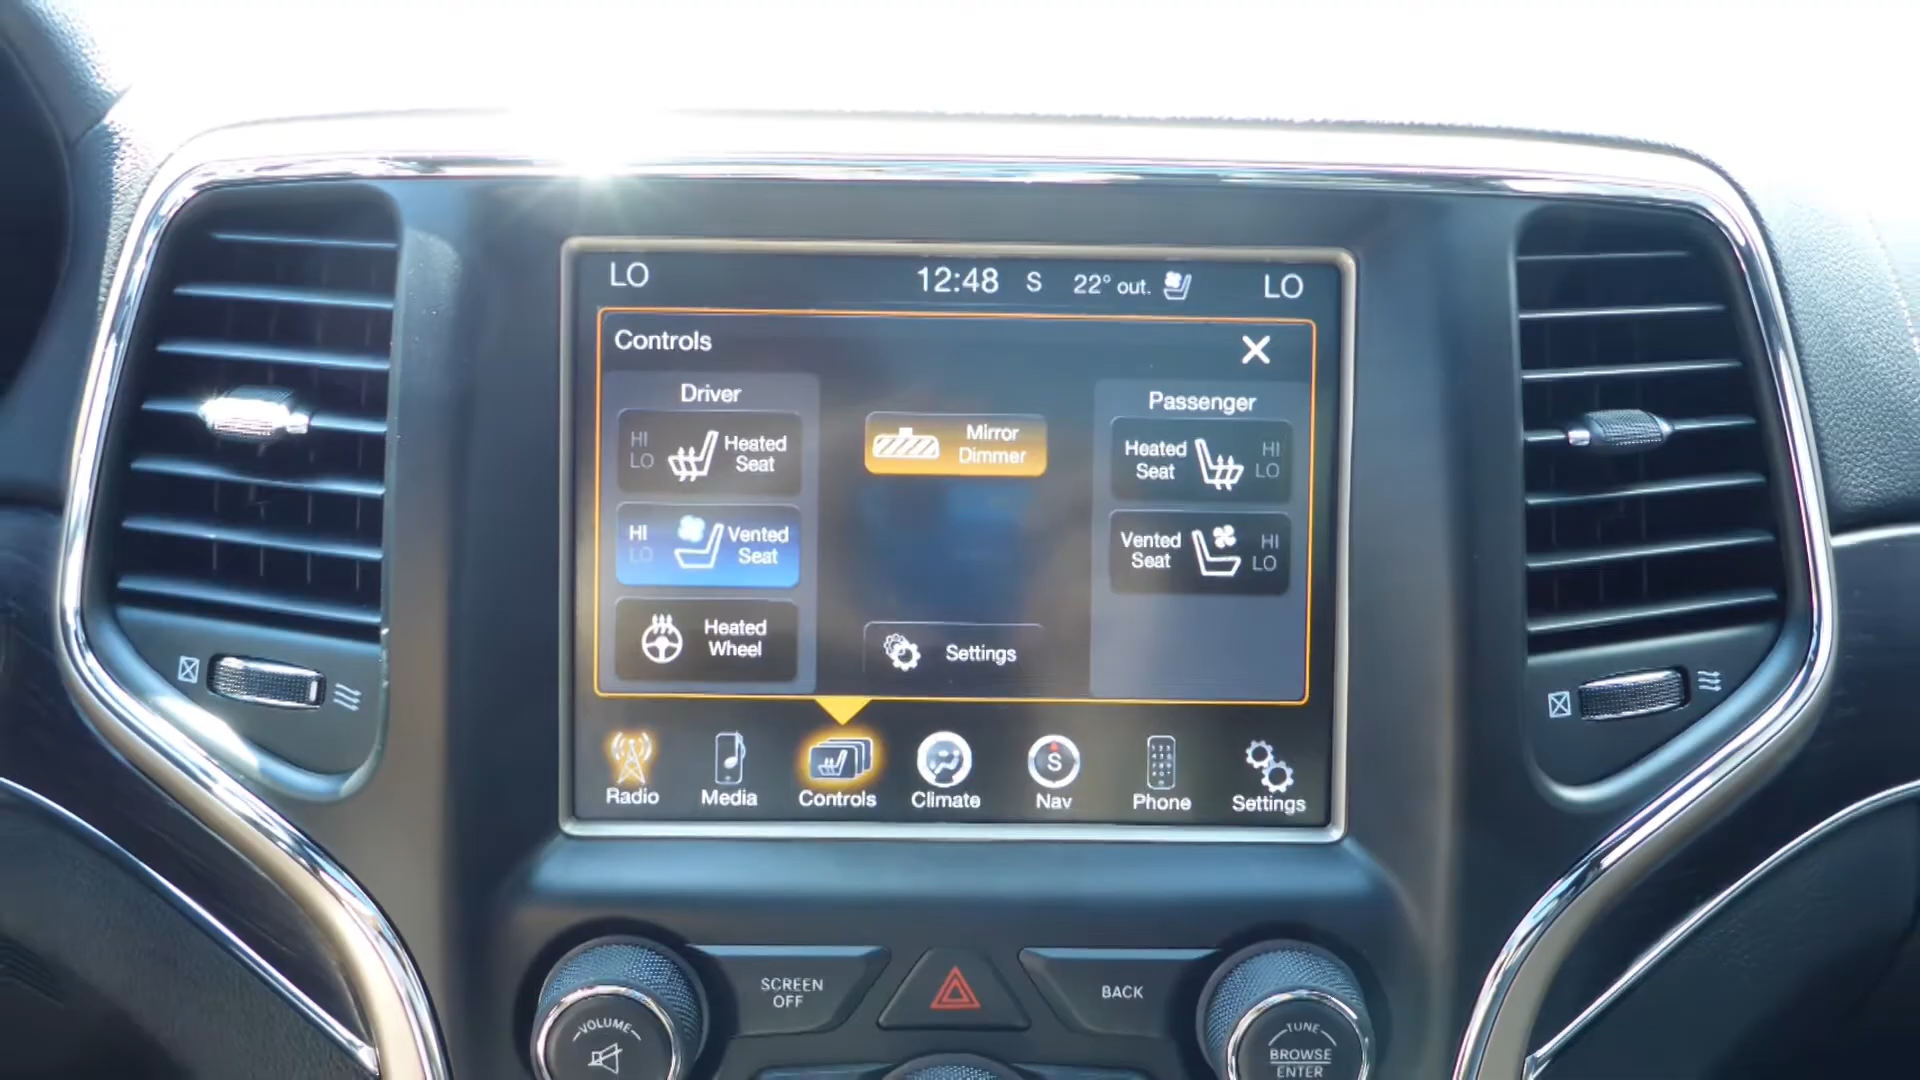 LO
12:48 S 22° out.
LO
Controls
Driver
HI
LO
Heated
Seat
HI
LO
Vented
Seat
Heated
Wheel
Mirror
Dimmer
Settings
Passenger
Heated
Seat
HI
LO
Vented
Seat
HI
LO
Radio
Media
Controls
Climate
S
Nav
Phone
Settings
VOLUME
SCREEN
OFF
BACK
TUNE
BROWSE
ENTER